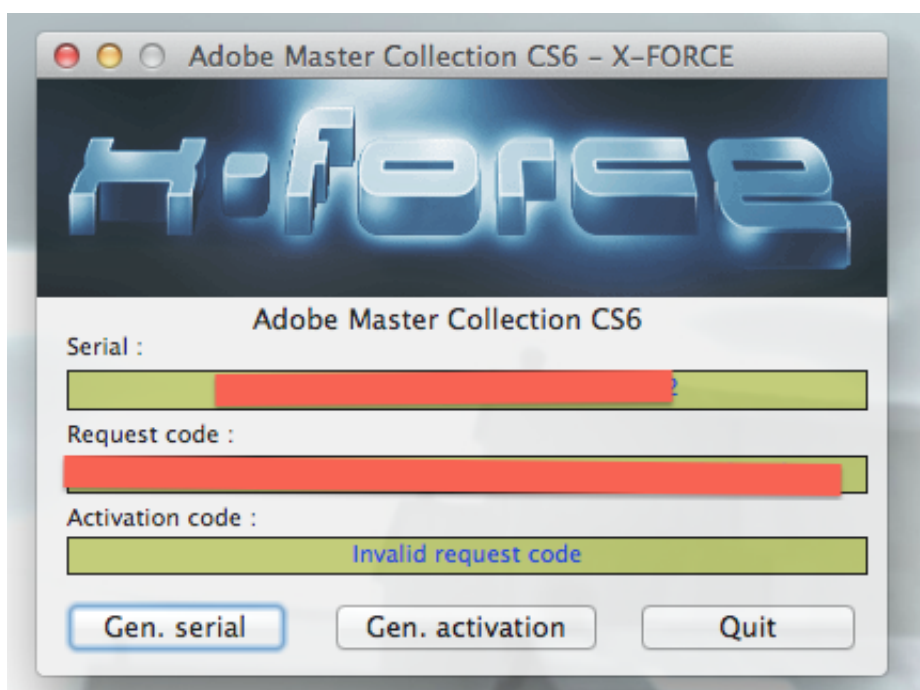 Adobe Master Collection CS6 – X-FORCE
x·force
Adobe Master Collection CS6
Serial :
2
Request code :
Activation code :
Invalid request code
Gen. serial Gen. activation Quit